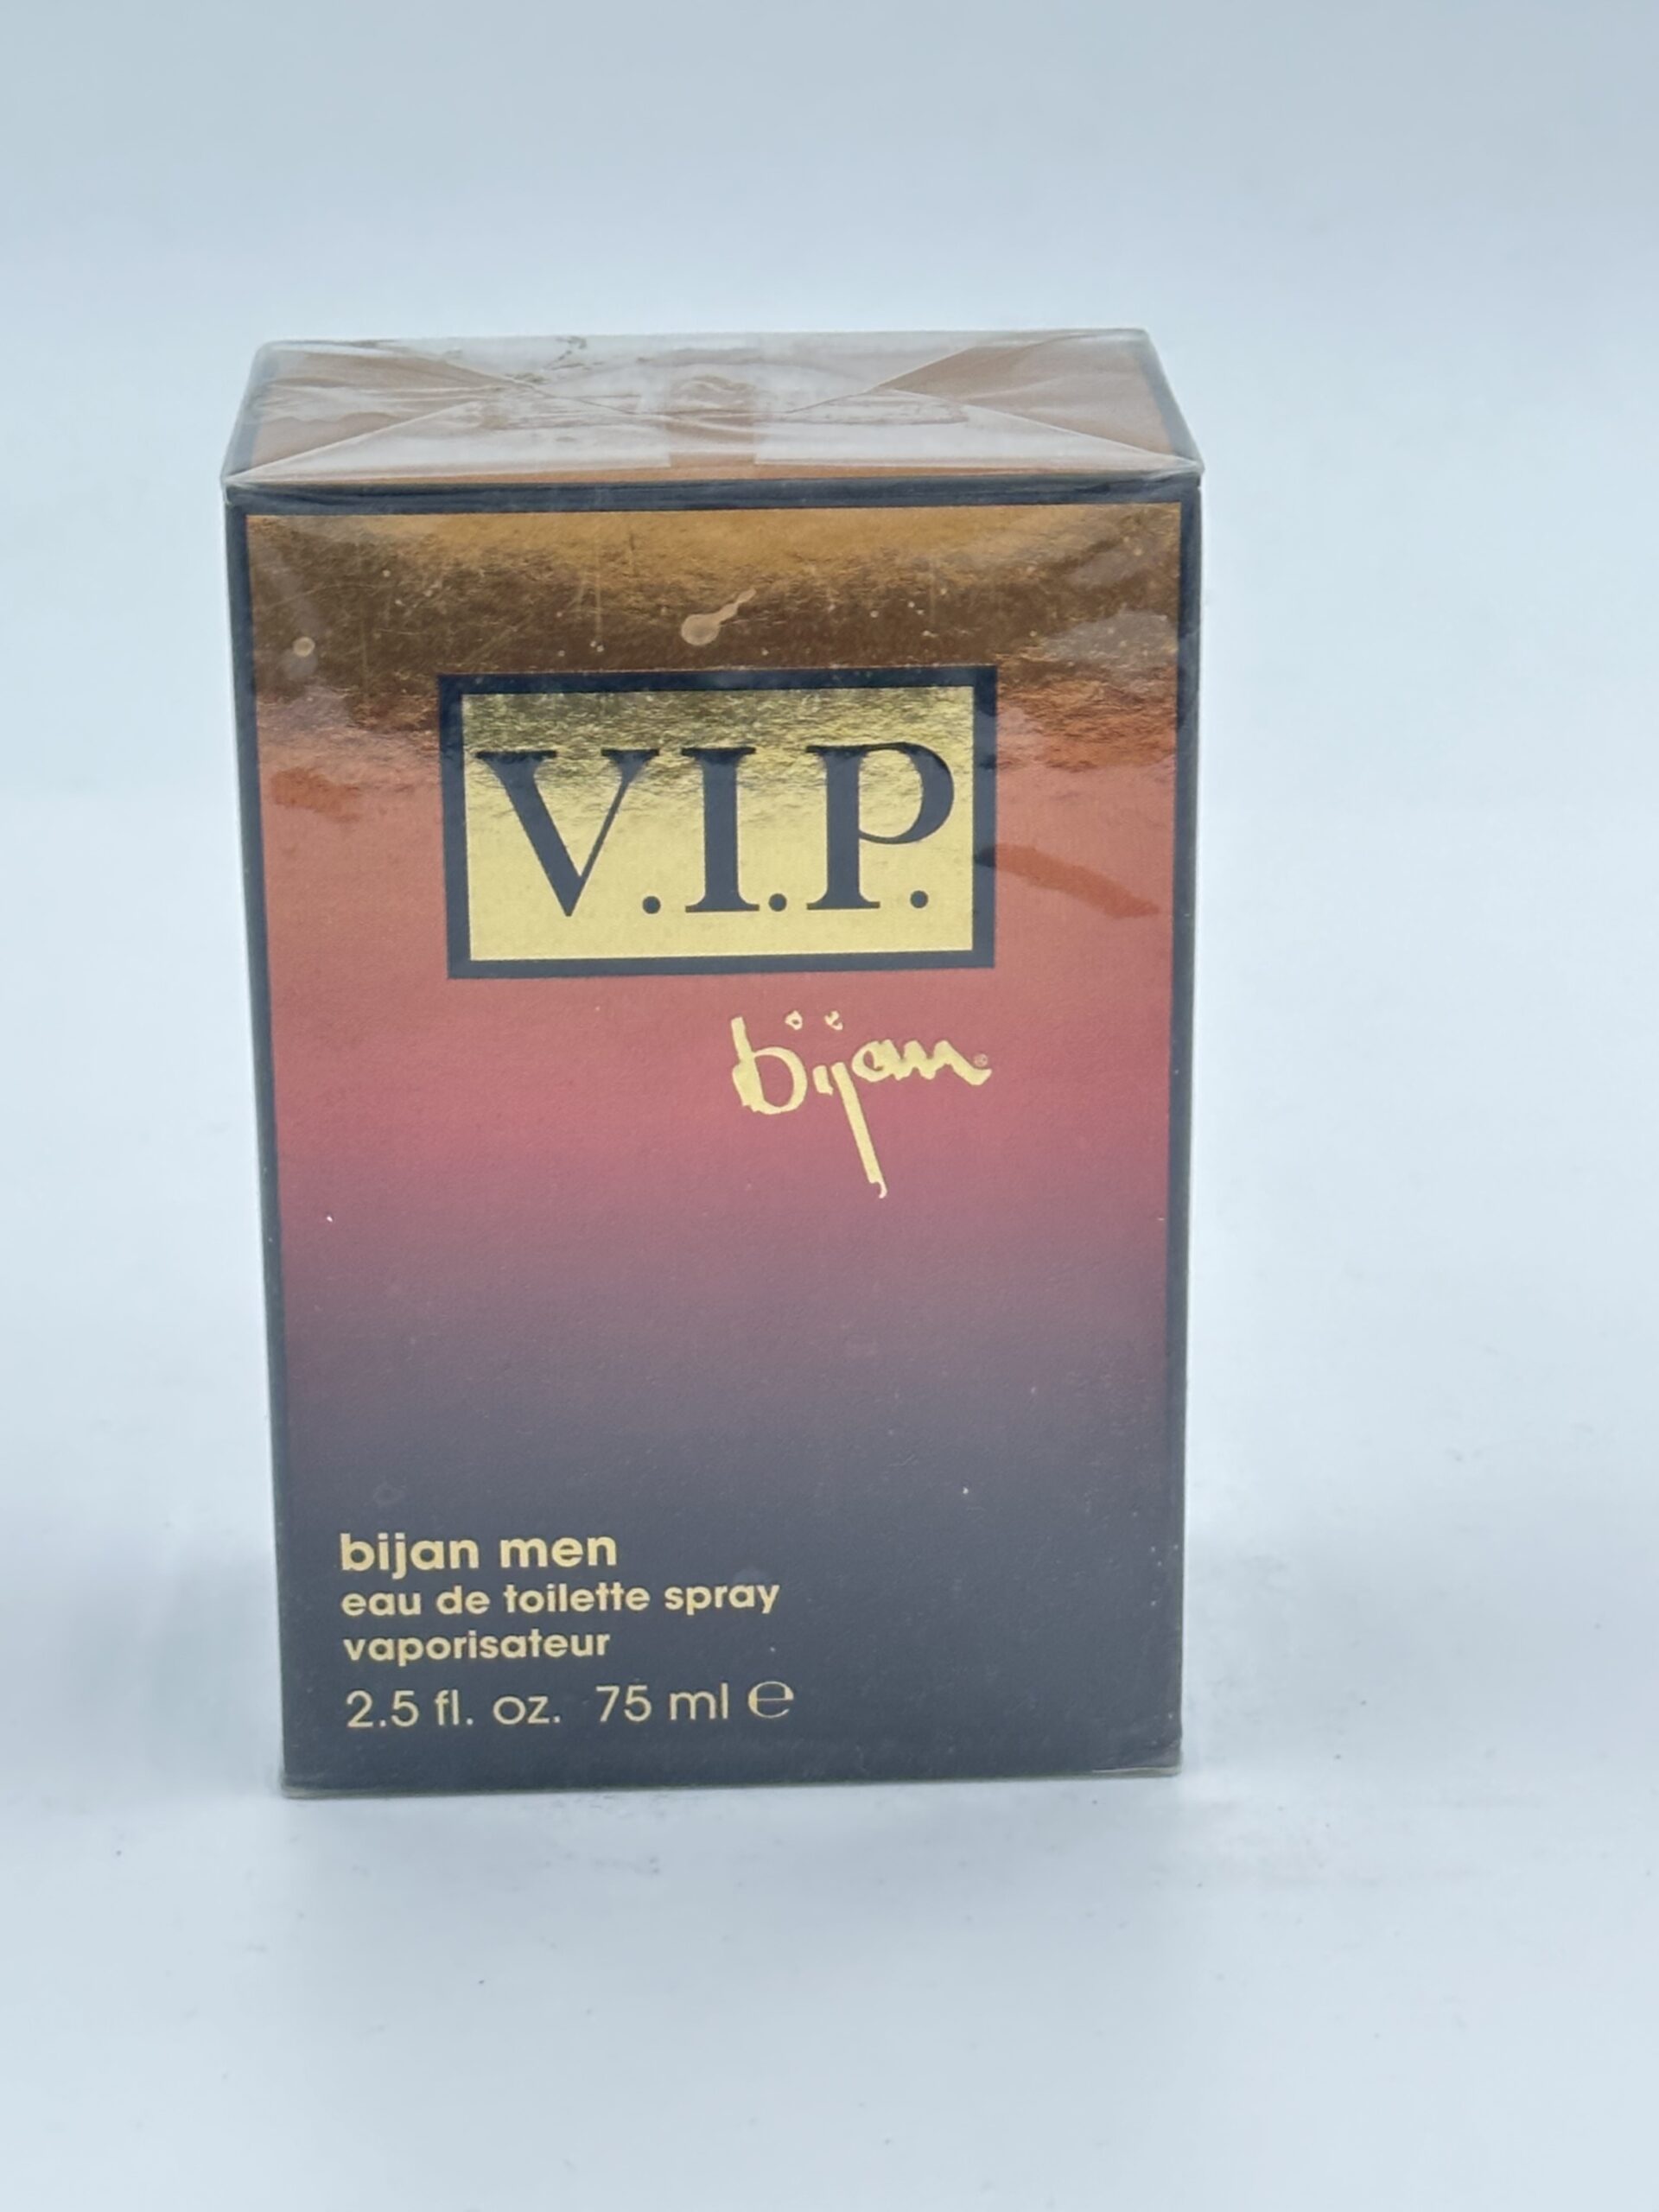 V.I.P.
bijan®
bijan men
eau de toilette spray
vaporisateur
2.5 fl. oz. 75 ml ℮